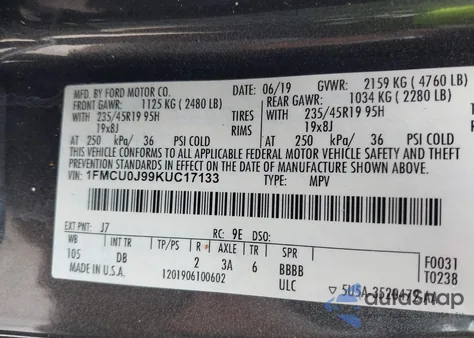 MFD. BY FORD MOTOR CO. 06/19 GVWR: 2159 KG ( 4760 LB)
FRONT GAWR: 1125 KG ( 2480 LB) REAR GAWR: 1034 KG ( 2280 LB)
WITH 235/45R19 95H TIRES WITH 235/45R19 95H
19x8J RIMS 19x8J
AT 250 kPa/ 36 PSI COLD AT 250 kPa/ 36 PSI COLD
THIS VEHICLE CONFORMS TO ALL APPLICABLE FEDERAL MOTOR VEHICLE SAFETY AND THEFT
PREVENTION STANDARDS IN EFFECT ON THE DATE OF MANUFACTURE SHOWN ABOVE.
VIN: 1FMCU0J99KUC17133 TYPE: MPV
EXT PNT: J7 RC: 9E DSO:
WB INT TR TP/PS R AXLE TR SPR F0031
105 DB 2 3A 6 BBBB T0238
MADE IN U.S.A. 1201906100602 ULC
AutoSnap